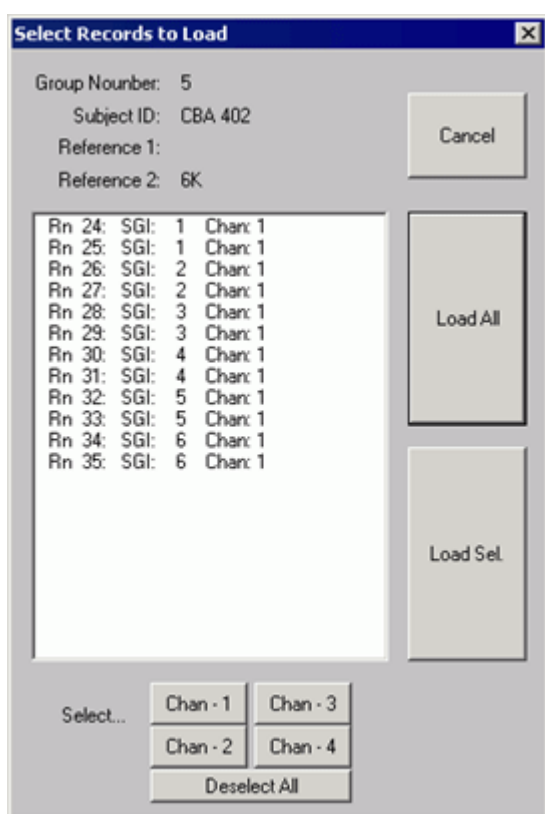 Select Records to Load
Group Nounber: 5
Subject ID: CBA 402
Reference 1:
Reference 2: 6K
Cancel
Rn 24: SGI: 1 Chan: 1
Rn 25: SGI: 1 Chan: 1
Rn 26: SGI: 2 Chan: 1
Rn 27: SGI: 2 Chan: 1
Rn 28: SGI: 3 Chan: 1
Rn 29: SGI: 3 Chan: 1
Rn 30: SGI: 4 Chan: 1
Rn 31: SGI: 4 Chan: 1
Rn 32: SGI: 5 Chan: 1
Rn 33: SGI: 5 Chan: 1
Rn 34: SGI: 6 Chan: 1
Rn 35: SGI: 6 Chan: 1
Load All
Load Sel.
Select...
Chan - 1 Chan - 3
Chan - 2 Chan - 4
Deselect All